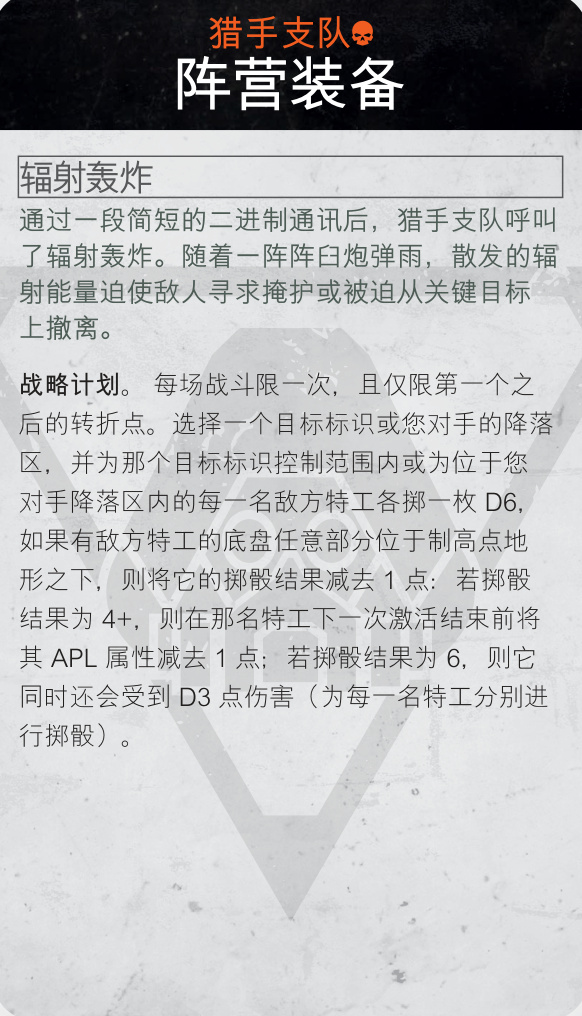 猎手支队
阵营装备
辐射轰炸
通过一段简短的二进制通讯后，猎手支队呼叫
了辐射轰炸。随着一阵阵臼炮弹雨，散发的辐
射能量迫使敌人寻求掩护或被迫从关键目标
上撤离。
战略计划。 每场战斗限一次，且仅限第一个之
后的转折点。选择一个目标标识或您对手的降落
区，并为那个目标标识控制范围内或为位于您
对手降落区内的每一名敌方特工各掷一枚 D6，
如果有敌方特工的底盘任意部分位于制高点地
形之下，则将它的掷骰结果减去 1 点：若掷骰
结果为 4+，则在那名特工下一次激活结束前将
其 APL 属性减去 1 点；若掷骰结果为 6，则它
同时还会受到 D3 点伤害（为每一名特工分别进
行掷骰）。